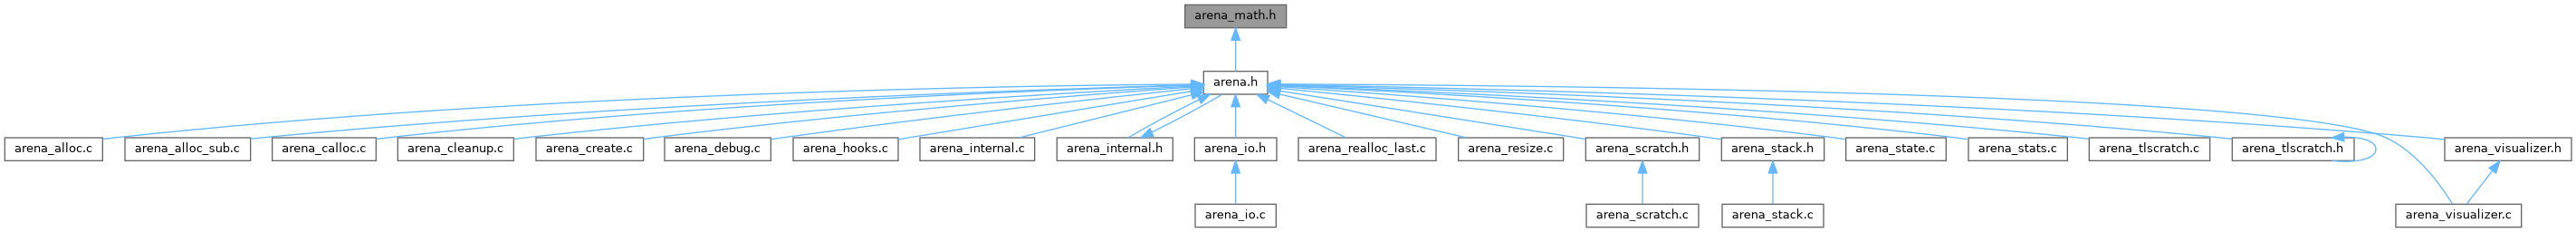 arena_math.h
arena.h
arena_alloc.c
arena_alloc_sub.c
arena_calloc.c
arena_cleanup.c
arena_create.c
arena_debug.c
arena_hooks.c
arena_internal.c
arena_internal.h
arena_io.h
arena_realloc_last.c
arena_resize.c
arena_scratch.h
arena_stack.h
arena_state.c
arena_stats.c
arena_tlscratch.c
arena_tlscratch.h
arena_visualizer.h
arena_io.c
arena_scratch.c
arena_stack.c
arena_visualizer.c